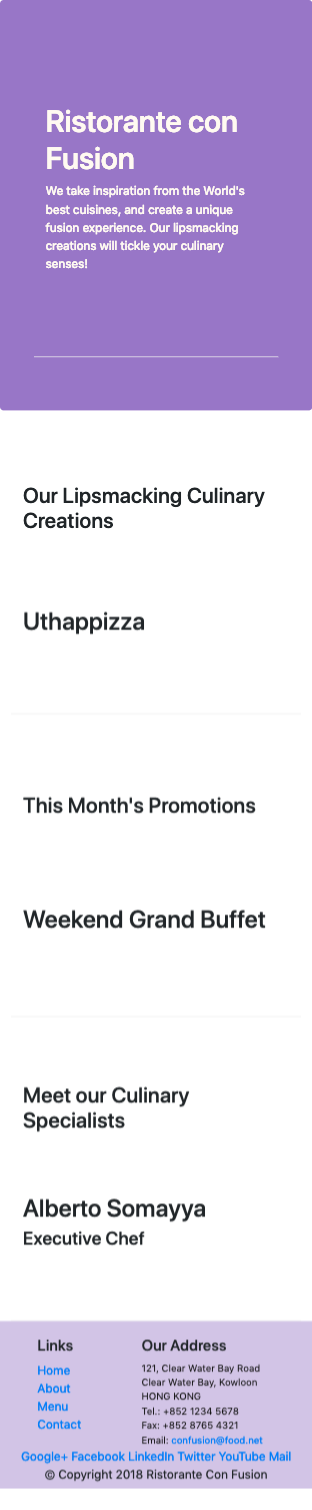 Ristorante con
Fusion
We take inspiration from the World's
best cuisines, and create a unique
fusion experience. Our lipsmacking
creations will tickle your culinary
senses!
Our Lipsmacking Culinary
Creations
Uthappizza
This Month's Promotions
Weekend Grand Buffet
Meet our Culinary
Specialists
Alberto Somayya
Executive Chef
Links
Home
About
Menu
Contact
Our Address
121, Clear Water Bay Road
Clear Water Bay, Kowloon
HONG KONG
Tel.: +852 1234 5678
Fax: +852 8765 4321
Email: confusion@food.net
Google+ Facebook LinkedIn Twitter YouTube Mail
© Copyright 2018 Ristorante Con Fusion